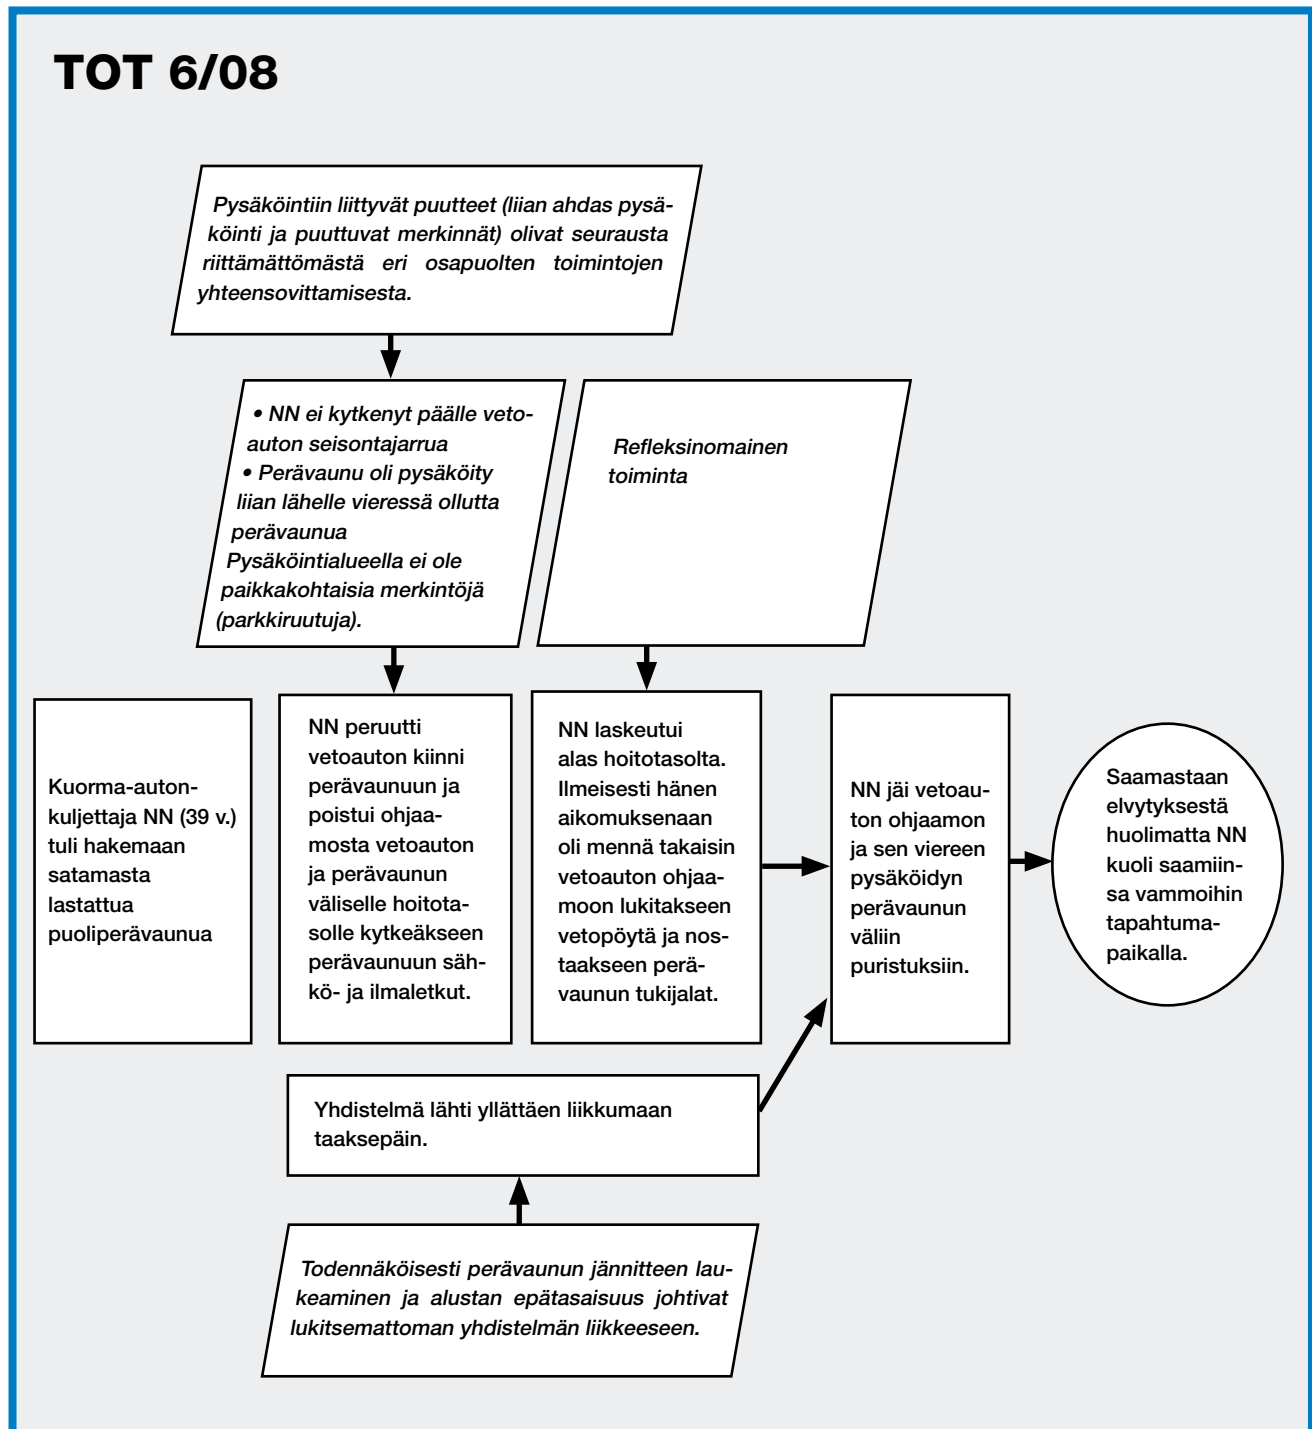 TOT 6/08
Pysäköintiin liittyvät puutteet (liian ahdas pysä-
köinti ja puuttuvat merkinnät) olivat seurausta
riittämättömästä eri osapuolten toimintojen
yhteensovittamisesta.
• NN ei kytkenyt päälle veto-
auton seisontajarrua
• Perävaunu oli pysäköity
liian lähelle vieressä ollutta
perävaunua
Pysäköintialueella ei ole
paikkakohtaisia merkintöjä
(parkkiruutuja).
Refleksinomainen
toiminta
Kuorma-auton-
kuljettaja NN (39 v.)
tuli hakemaan
satamasta
lastattua
puoliperävaunua
NN peruutti
vetoauton kiinni
perävaunuun ja
poistui ohjaa-
mosta vetoauton
ja perävaunun
väliselle hoitota-
solle kytkeäkseen
perävaunuun säh-
kö- ja ilmaletkut.
NN laskeutui
alas hoitotasolta.
Ilmeisesti hänen
aikomuksenaan
oli mennä takaisin
vetoauton ohjaa-
moon lukitakseen
vetopöytä ja nos-
taakseen perä-
vaunun tukijalat.
NN jäi vetoau-
ton ohjaamon
ja sen viereen
pysäköidyn
perävaunun
väliin
puristuksiin.
Saamastaan
elvytyksestä
huolimatta NN
kuoli saamiin-
sa vammoihin
tapahtuma-
paikalla.
Yhdistelmä lähti yllättäen liikkumaan
taaksepäin.
Todennäköisesti perävaunun jännitteen lau-
keaminen ja alustan epätasaisuus johtivat
lukitsemattoman yhdistelmän liikkeeseen.